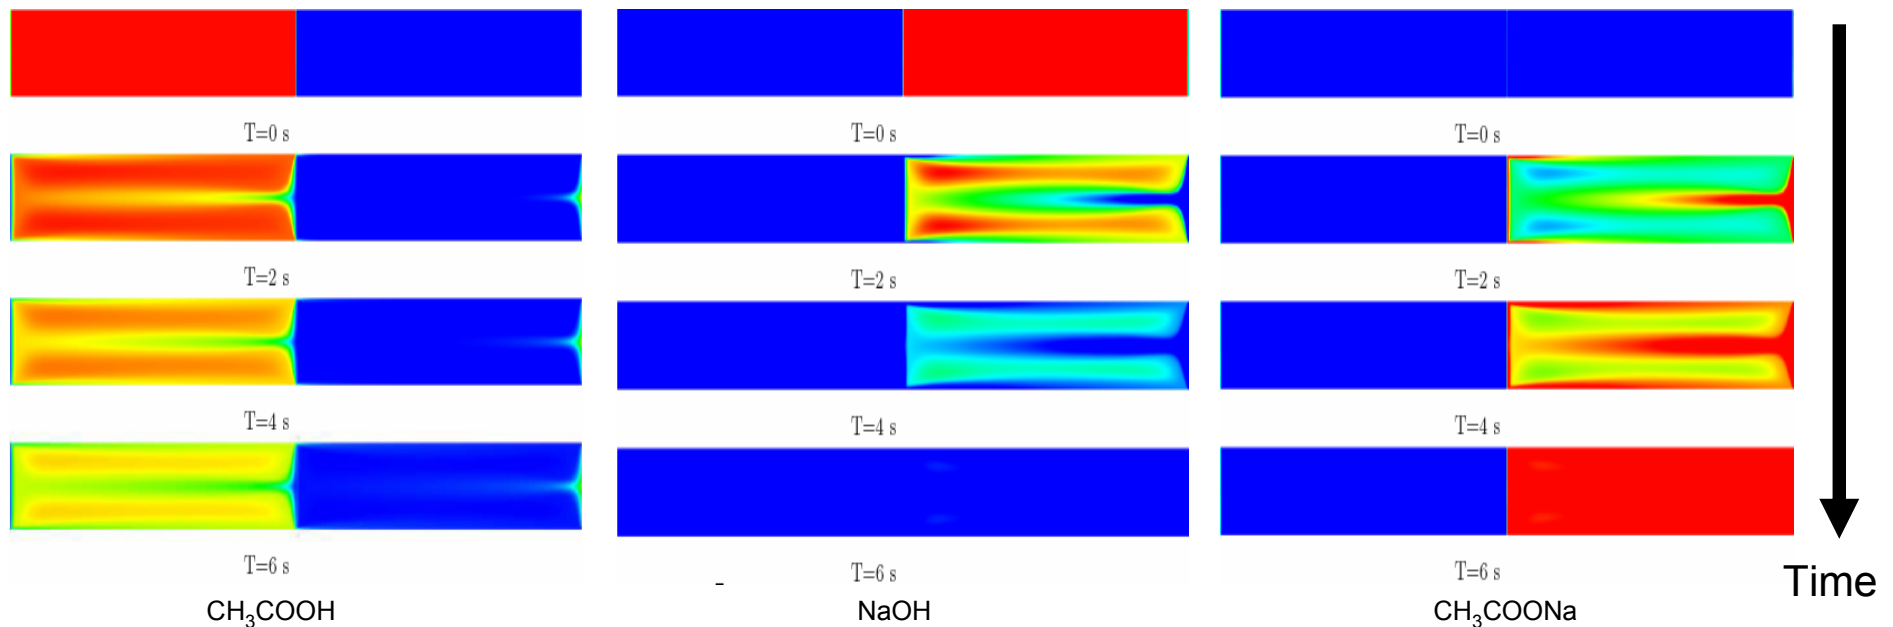 T=0 s
T=0 s
T=0 s
T=2 s
T=2 s
T=2 s
T=4 s
T=4 s
T=4 s
T=6 s
T=6 s
T=6 s
Time
-
CH₃COOH
NaOH
CH₃COONa